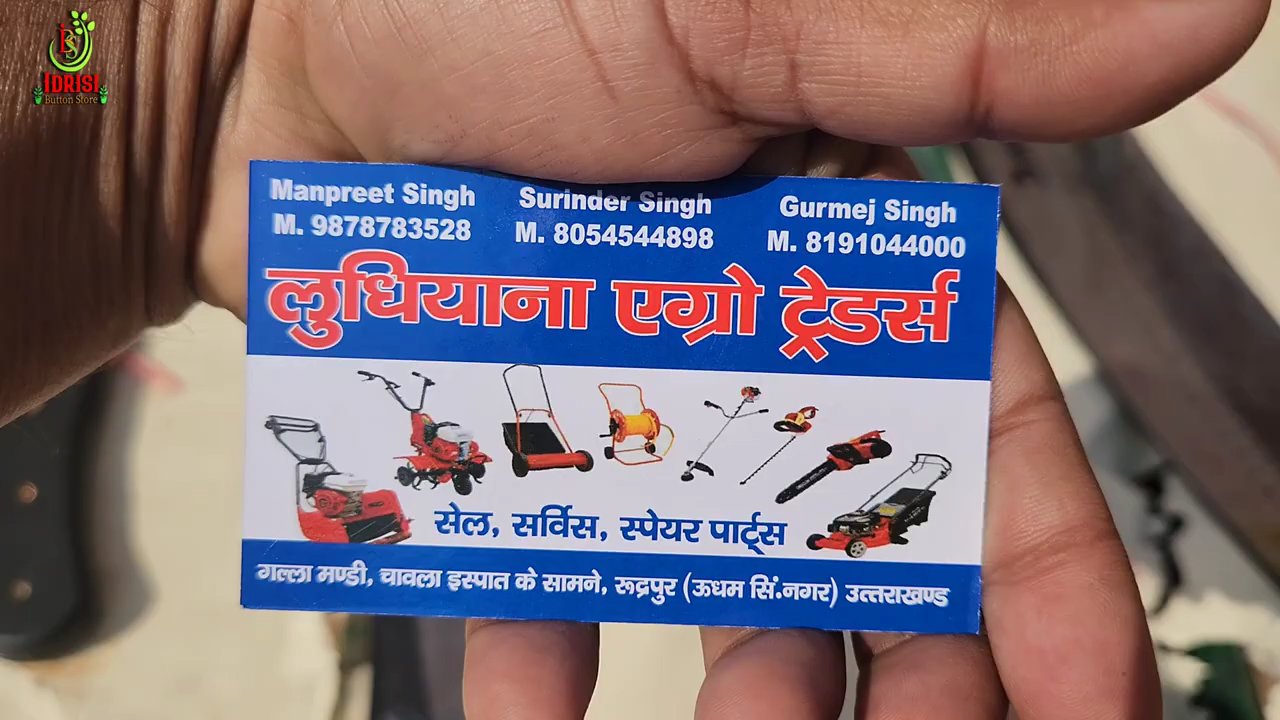 IDRISI
Button Store
Manpreet Singh
M. 9878783528
Surinder Singh
M. 8054544898
Gurmej Singh
M. 8191044000
लुधियाना एग्रो ट्रेडर्स
सेल, सर्विस, स्पेयर पार्ट्स
गल्ला मण्डी, चावला इस्पात के सामने, रूद्रपुर (ऊधम सिं.नगर) उत्तराखण्ड